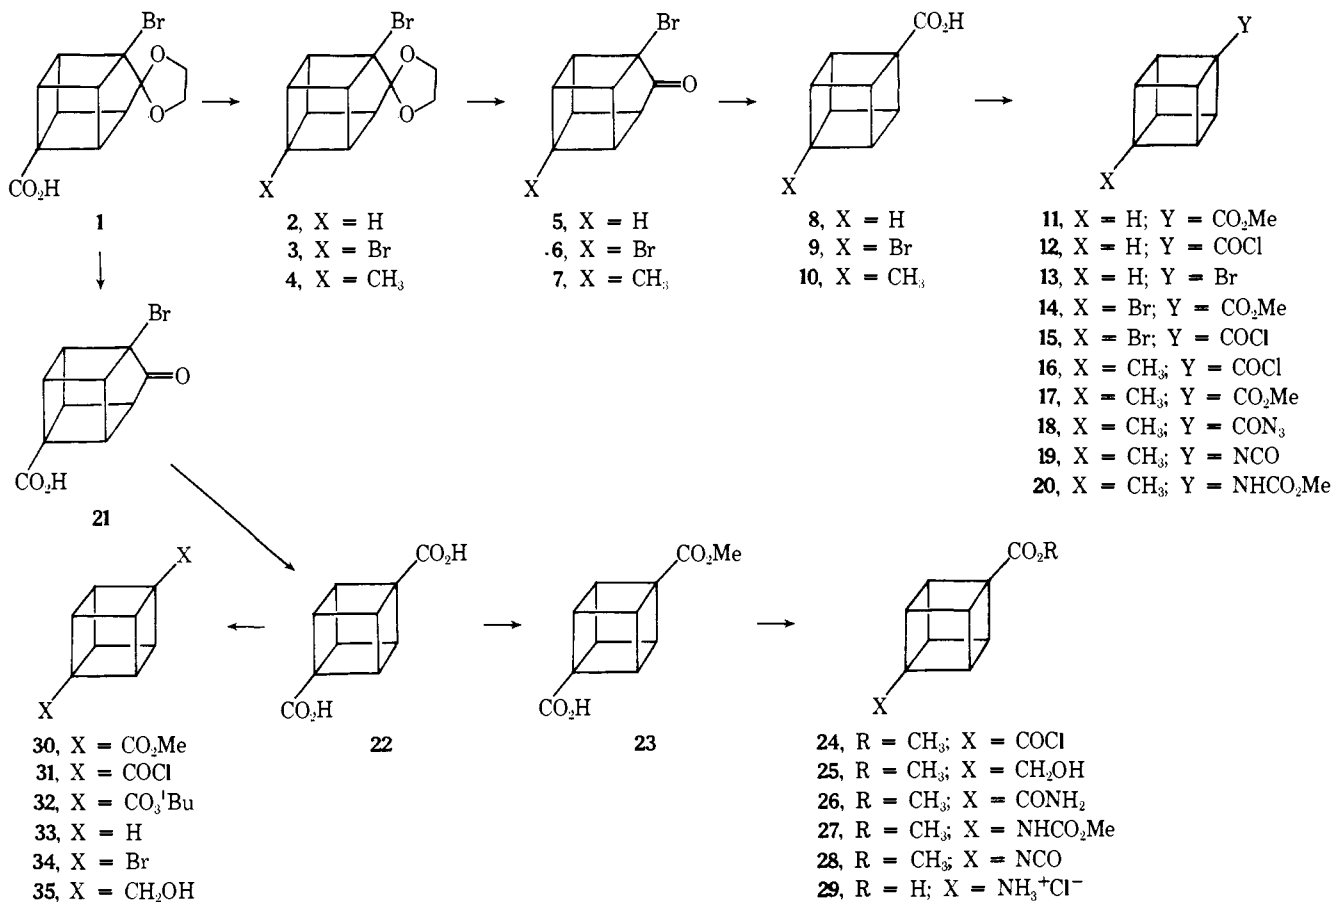 Br
O
O
CO₂H
1
Br
O
O
X
2, X = H
3, X = Br
4, X = CH₃
Br
O
X
5, X = H
.6, X = Br
7, X = CH₃
CO₂H
X
8, X = H
9, X = Br
10, X = CH₃
Y
X
11, X = H; Y = CO₂Me
12, X = H; Y = COCl
13, X = H; Y = Br
14, X = Br; Y = CO₂Me
15, X = Br; Y = COCl
16, X = CH₃; Y = COCl
17, X = CH₃; Y = CO₂Me
18, X = CH₃; Y = CON₃
19, X = CH₃; Y = NCO
20, X = CH₃; Y = NHCO₂Me
Br
O
CO₂H
21
X
X
30, X = CO₂Me
31, X = COCl
32, X = CO₃ᵗBu
33, X = H
34, X = Br
35, X = CH₂OH
CO₂H
CO₂H
22
CO₂Me
CO₂H
23
CO₂R
X
24, R = CH₃; X = COCl
25, R = CH₃; X = CH₂OH
26, R = CH₃; X = CONH₂
27, R = CH₃; X = NHCO₂Me
28, R = CH₃; X = NCO
29, R = H; X = NH₃⁺Cl⁻